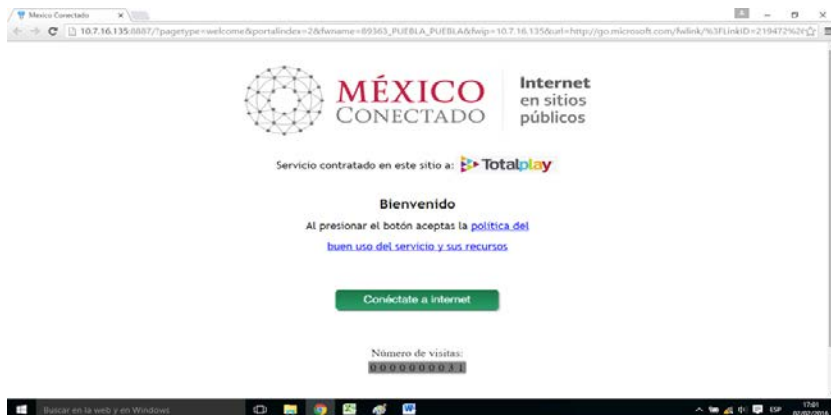 Mexico Conectado
10.7.16.135:8887/?pagetype=welcome&portalindex=2&fwname=89363_PUEBLA_PUEBLA&fwip=10.7.16.135&url=http://go.microsoft.com/fwlink/%3FLinkID=219472%26
MÉXICO
CONECTADO
Internet
en sitios
públicos
Servicio contratado en este sitio a: Totalplay
Bienvenido
Al presionar el botón aceptas la política del
buen uso del servicio y sus recursos
Conéctate a internet
Número de visitas:
0000000031
Buscar en la web y en Windows
ESP
17:01
02/02/2016